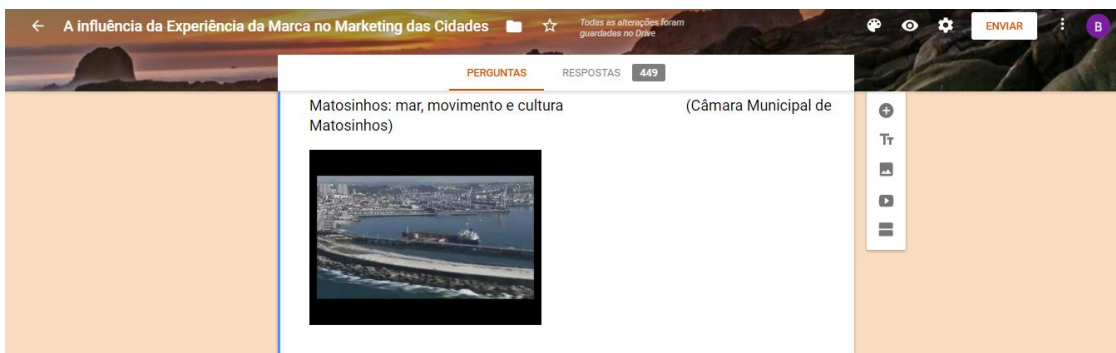 A influência da Experiência da Marca no Marketing das Cidades
Todas as alterações foram
guardadas no Drive
ENVIAR
B
PERGUNTAS RESPOSTAS 449
Matosinhos: mar, movimento e cultura (Câmara Municipal de
Matosinhos)
Tт